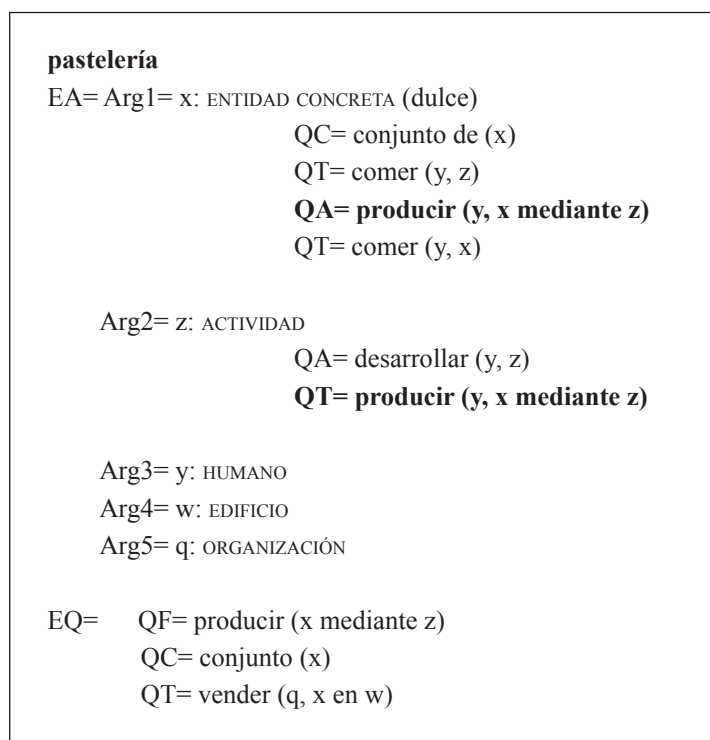 pastelería
EA= Arg1= x: ENTIDAD CONCRETA (dulce)
QC= conjunto de (x)
QT= comer (y, z)
QA= producir (y, x mediante z)
QT= comer (y, x)
Arg2= z: ACTIVIDAD
QA= desarrollar (y, z)
QT= producir (y, x mediante z)
Arg3= y: HUMANO
Arg4= w: EDIFICIO
Arg5= q: ORGANIZACIÓN
EQ= QF= producir (x mediante z)
QC= conjunto (x)
QT= vender (q, x en w)